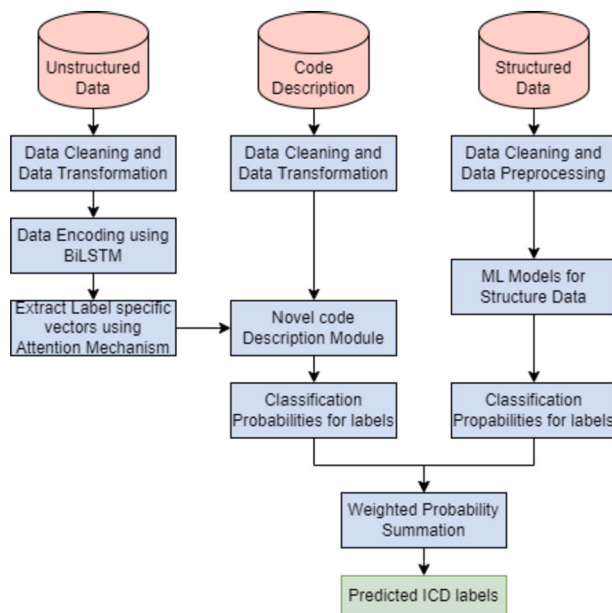 Unstructured
Data
Code
Description
Structured
Data
Data Cleaning and
Data Transformation
Data Cleaning and
Data Transformation
Data Cleaning and
Data Preprocessing
Data Encoding using
BiLSTM
ML Models for
Structure Data
Extract Label specific
vectors using
Attention Mechanism
Novel code
Description Module
Classification
Probabilities for labels
Classification
Propabilities for labels
Weighted Probability
Summation
Predicted ICD labels